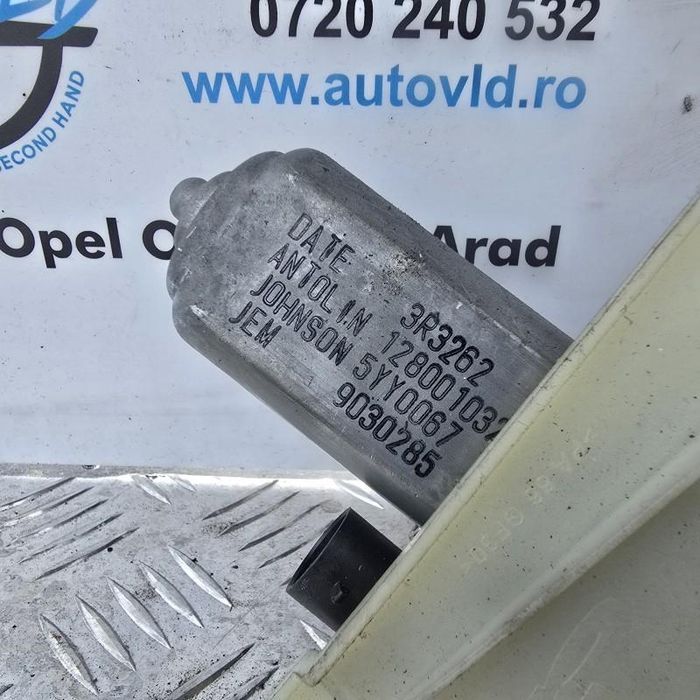 0720 240 532
www.autovld.ro
SECOND HAND
Opel O
Arad
DATE 3R3262
ANTOLIN 128001032
JOHNSON 5YY0067
JEM 9030285